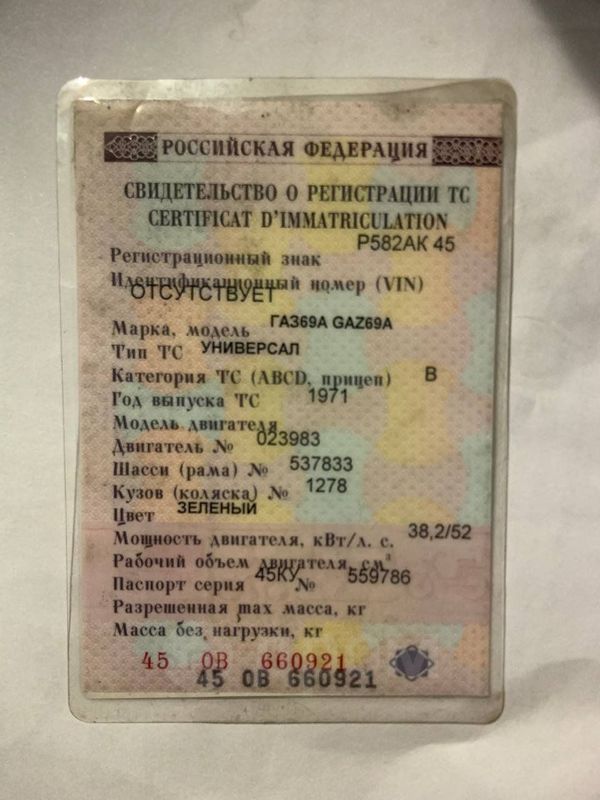 РОССИЙСКАЯ ФЕДЕРАЦИЯ
СВИДЕТЕЛЬСТВО О РЕГИСТРАЦИИ ТС
CERTIFICAT D'IMMATRICULATION
Регистрационный знак Р582АК 45
Идентификационный номер (VIN)
ОТСУТСТВУЕТ
Марка, модель ГАЗ69А GAZ69A
Тип ТС УНИВЕРСАЛ
Категория ТС (ABCD, прицеп) В
Год выпуска ТС 1971
Модель двигателя
Двигатель № 023983
Шасси (рама) № 537833
Кузов (коляска) № 1278
Цвет ЗЕЛЕНЫЙ
Мощность двигателя, кВт/л. с. 38,2/52
Рабочий объем двигателя, см³
Паспорт серия 45КУ № 559786
Разрешенная max масса, кг
Масса без нагрузки, кг
45 ОВ 660921
45 ОВ 660921